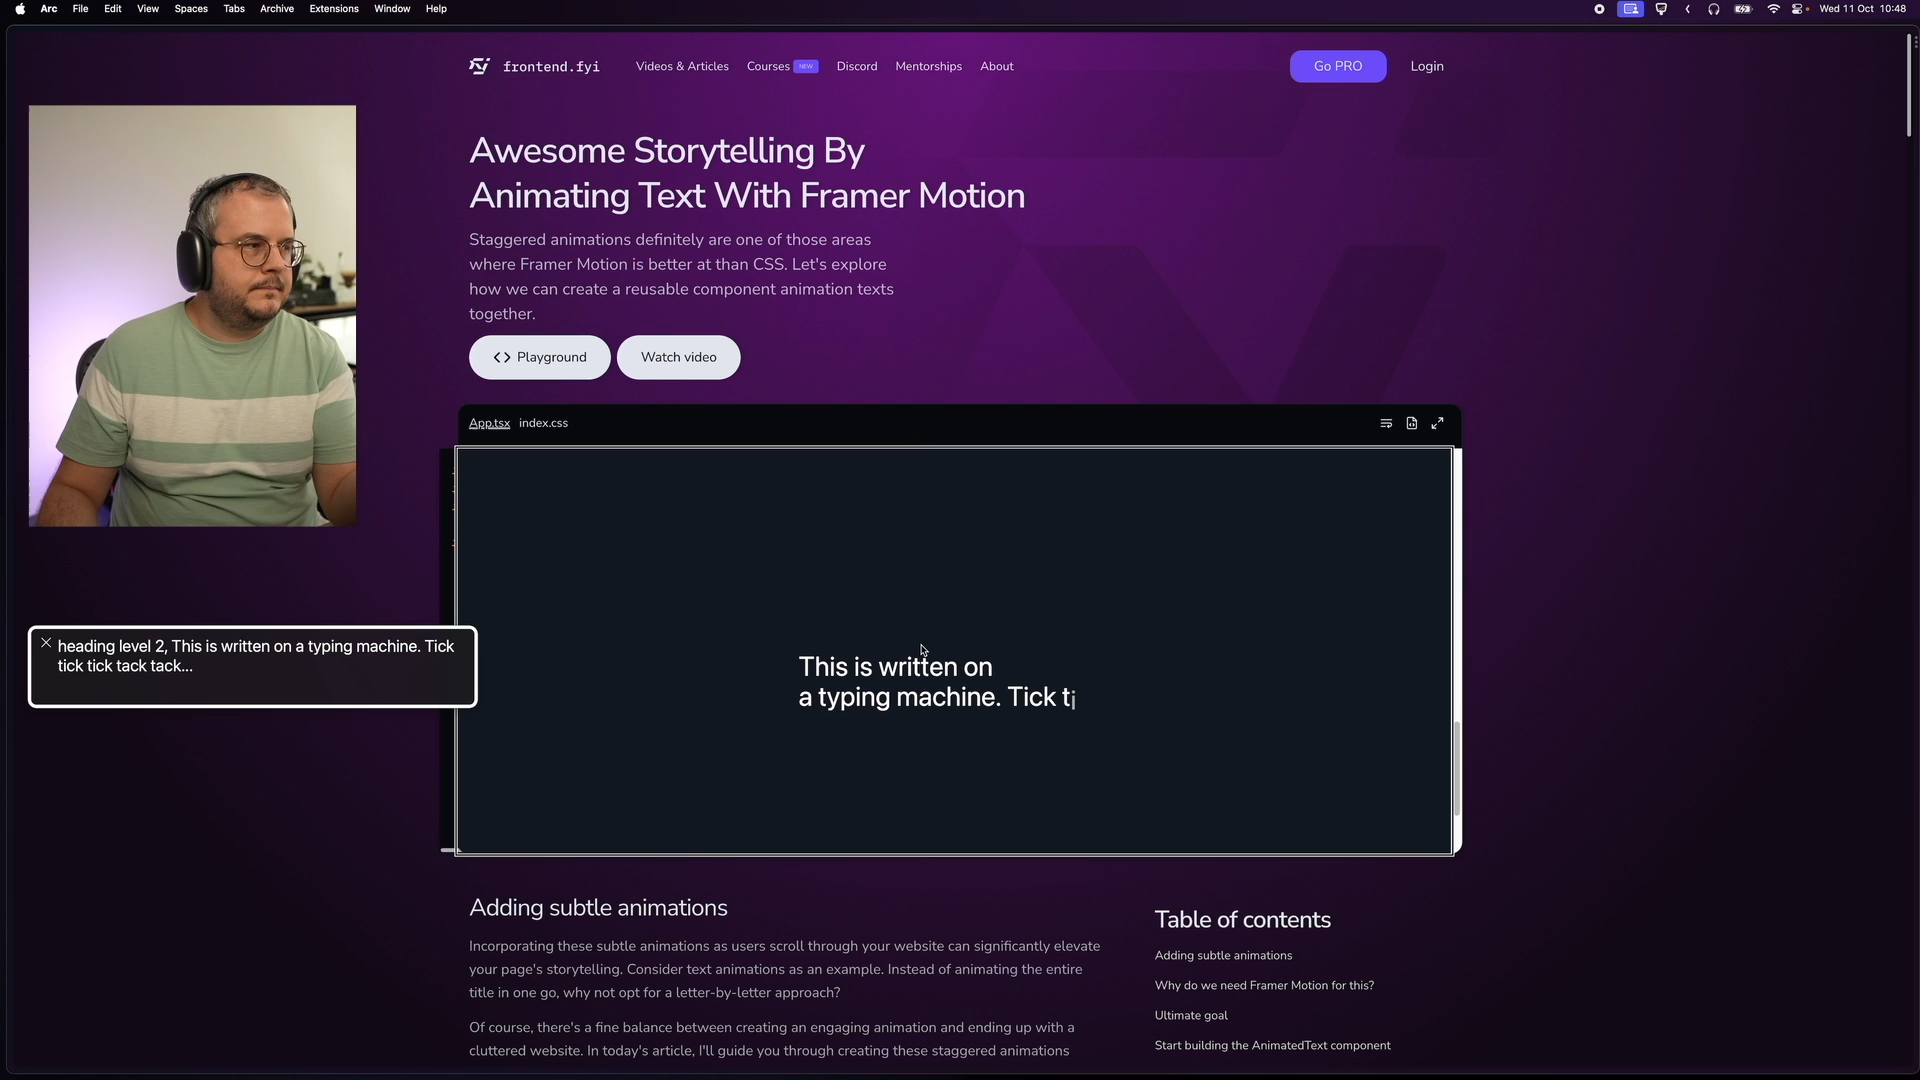 Arc File Edit View Spaces Tabs Archive Extensions Window Help Wed 11 Oct 10:48
frontend.fyi Videos & Articles Courses NEW Discord Mentorships About Go PRO Login
Awesome Storytelling By
Animating Text With Framer Motion
Staggered animations definitely are one of those areas
where Framer Motion is better at than CSS. Let's explore
how we can create a reusable component animation texts
together.
Playground Watch video
App.tsx index.css
heading level 2, This is written on a typing machine. Tick
tick tick tack tack...
This is written on
a typing machine. Tick ti
Adding subtle animations
Incorporating these subtle animations as users scroll through your website can significantly elevate
your page's storytelling. Consider text animations as an example. Instead of animating the entire
title in one go, why not opt for a letter-by-letter approach?
Of course, there's a fine balance between creating an engaging animation and ending up with a
cluttered website. In today's article, I'll guide you through creating these staggered animations
Table of contents
Adding subtle animations
Why do we need Framer Motion for this?
Ultimate goal
Start building the AnimatedText component